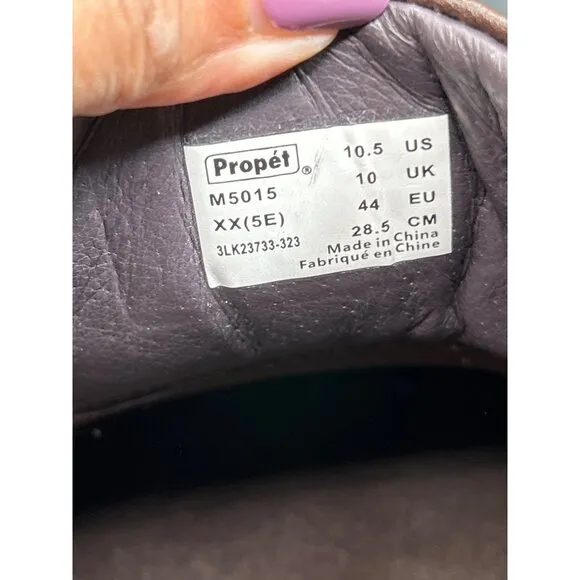 Propét ® 10.5 US
M5015 10 UK
XX(5E) 44 EU
3LK23733-323 28.5 CM
Made in China
Fabriqué en Chine